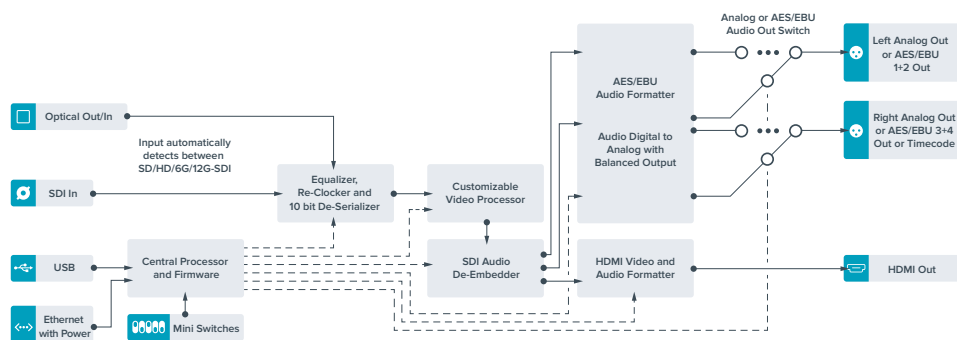 Analog or AES/EBU
Audio Out Switch
Left Analog Out
or AES/EBU
1+2 Out
AES/EBU
Audio Formatter
Optical Out/In
Right Analog Out
or AES/EBU 3+4
Out or Timecode
Input automatically
detects between
SD/HD/6G/12G-SDI
Audio Digital to
Analog with
Balanced Output
SDI In
Equalizer,
Re-Clocker and
10 bit De-Serializer
Customizable
Video Processor
USB
Central Processor
and Firmware
SDI Audio
De-Embedder
HDMI Video and
Audio Formatter
HDMI Out
Ethernet
with Power
Mini Switches